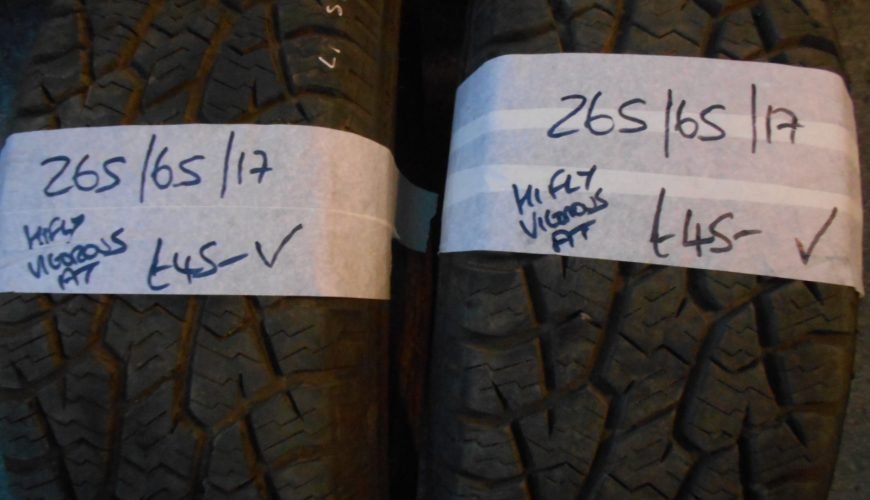 265/65/17
HIFLY
VIGOROUS
AT
£45- ✓
265/65/17
HIFLY
VIGOROUS
AT
£45- ✓